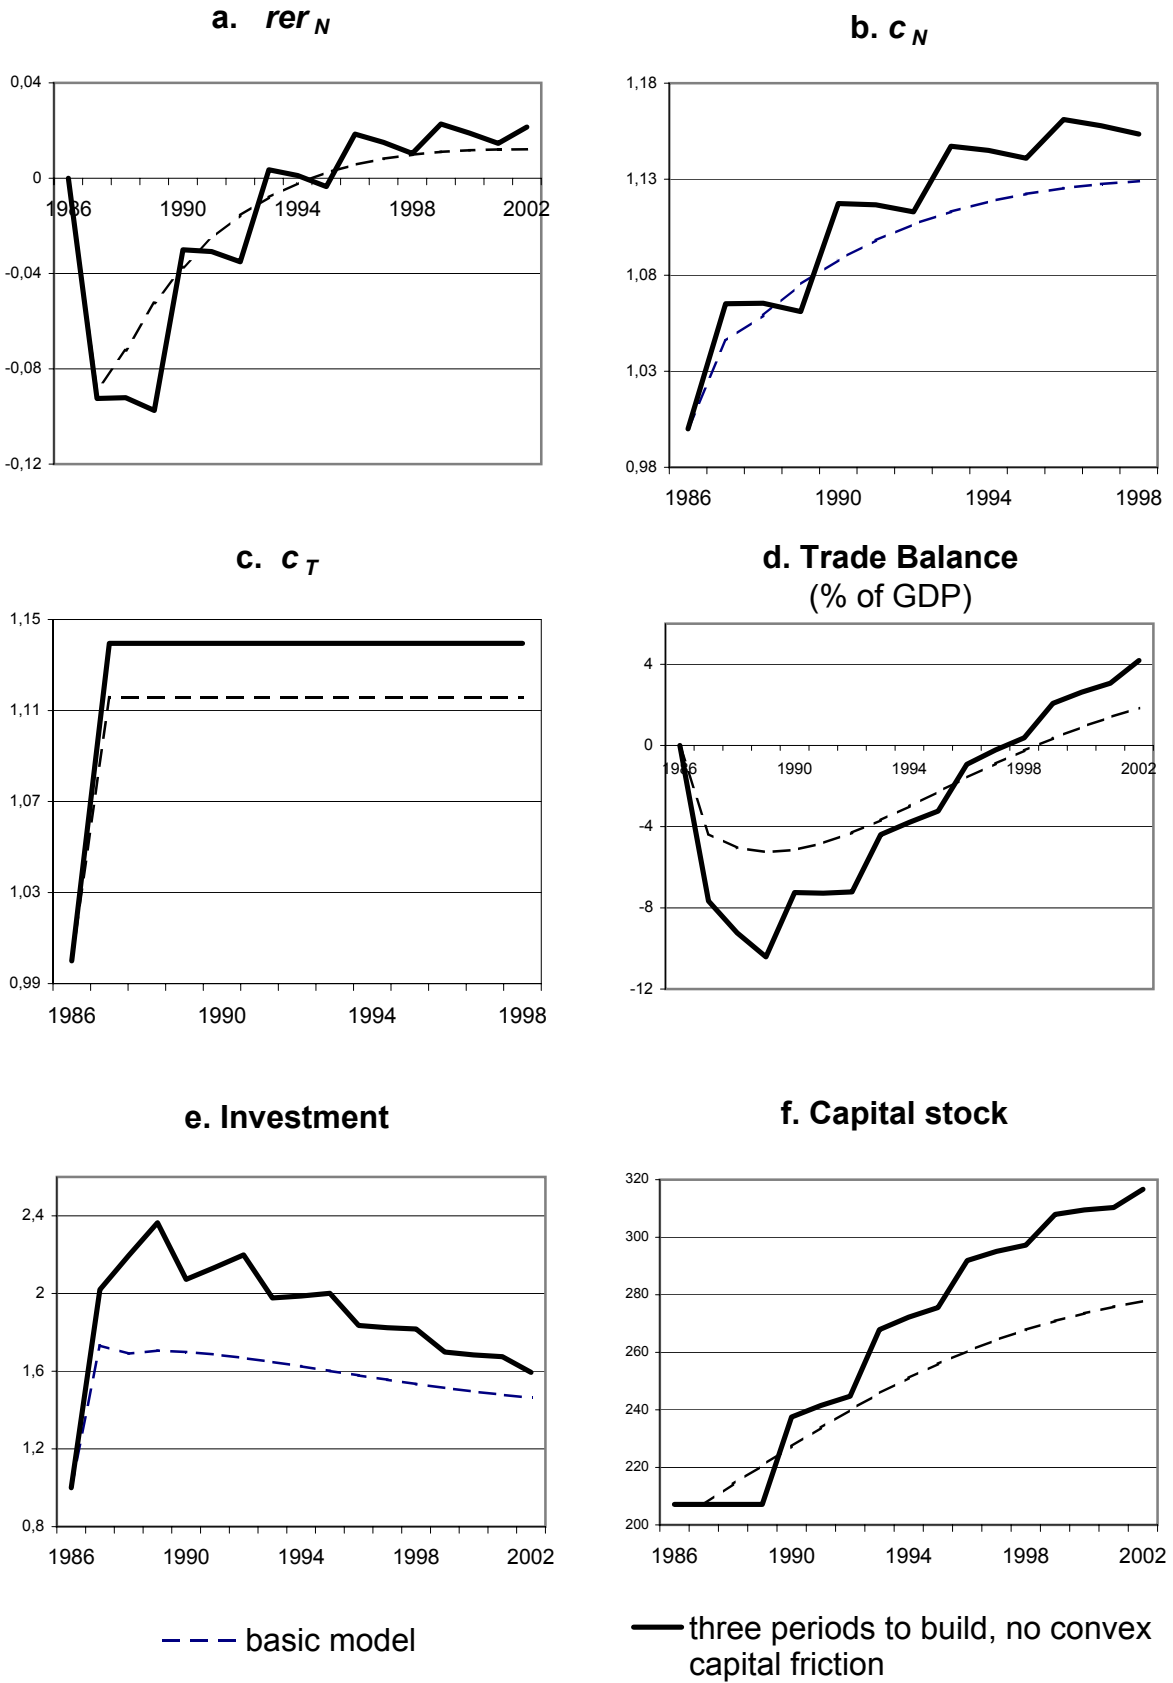 a. rer N
0,04
0
-0,04
-0,08
-0,12
1986 1990 1994 1998 2002
b. c N
1,18
1,13
1,08
1,03
0,98
1986 1990 1994 1998
c. c T
1,15
1,11
1,07
1,03
0,99
1986 1990 1994 1998
d. Trade Balance
(% of GDP)
4
0
-4
-8
-12
1986 1990 1994 1998 2002
e. Investment
2,4
2
1,6
1,2
0,8
1986 1990 1994 1998 2002
f. Capital stock
320
300
280
260
240
220
200
1986 1990 1994 1998 2002
basic model
three periods to build, no convex
capital friction